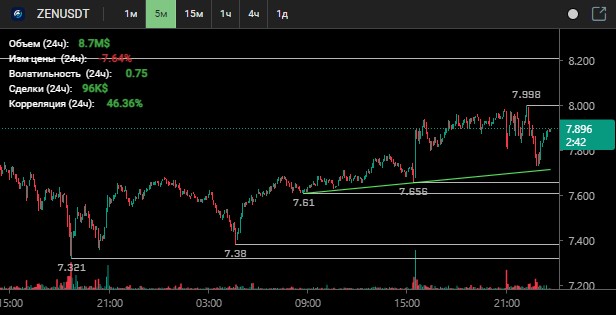 ZENUSDT 1м 5м 15м 1ч 4ч 1д
Объем (24ч): 8.7M$
Изм цены (24ч): -7.64%
Волатильность (24ч): 0.75
Сделки (24ч): 96K$
Корреляция (24ч): 46.36%
8.200
7.998
8.000
7.896
2:42
7.800
7.656
7.61
7.600
7.38
7.400
7.321
7.200
15:00 21:00 03:00 09:00 15:00 21:00